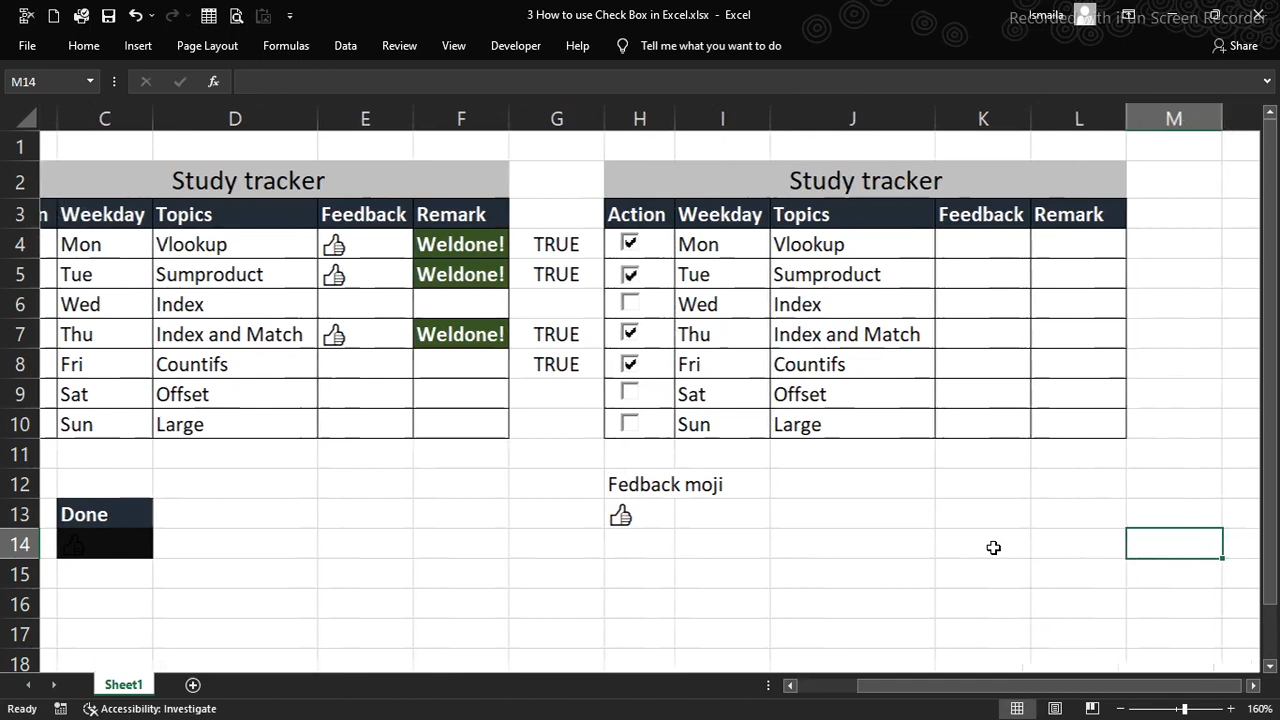 3 How to use Check Box in Excel.xlsx - Excel
Ismaila
Recorded with iFun Screen Recorder
File Home Insert Page Layout Formulas Data Review View Developer Help Tell me what you want to do Share
M14 fx
C D E F G H I J K L M
1
2 Study tracker Study tracker
3 n Weekday Topics Feedback Remark Action Weekday Topics Feedback Remark
4 Mon Vlookup Weldone! TRUE Mon Vlookup
5 Tue Sumproduct Weldone! TRUE Tue Sumproduct
6 Wed Index Wed Index
7 Thu Index and Match Weldone! TRUE Thu Index and Match
8 Fri Countifs TRUE Fri Countifs
9 Sat Offset Sat Offset
10 Sun Large Sun Large
11
12 Fedback moji
13 Done
14
15
16
17
18
Sheet1
Ready Accessibility: Investigate 160%